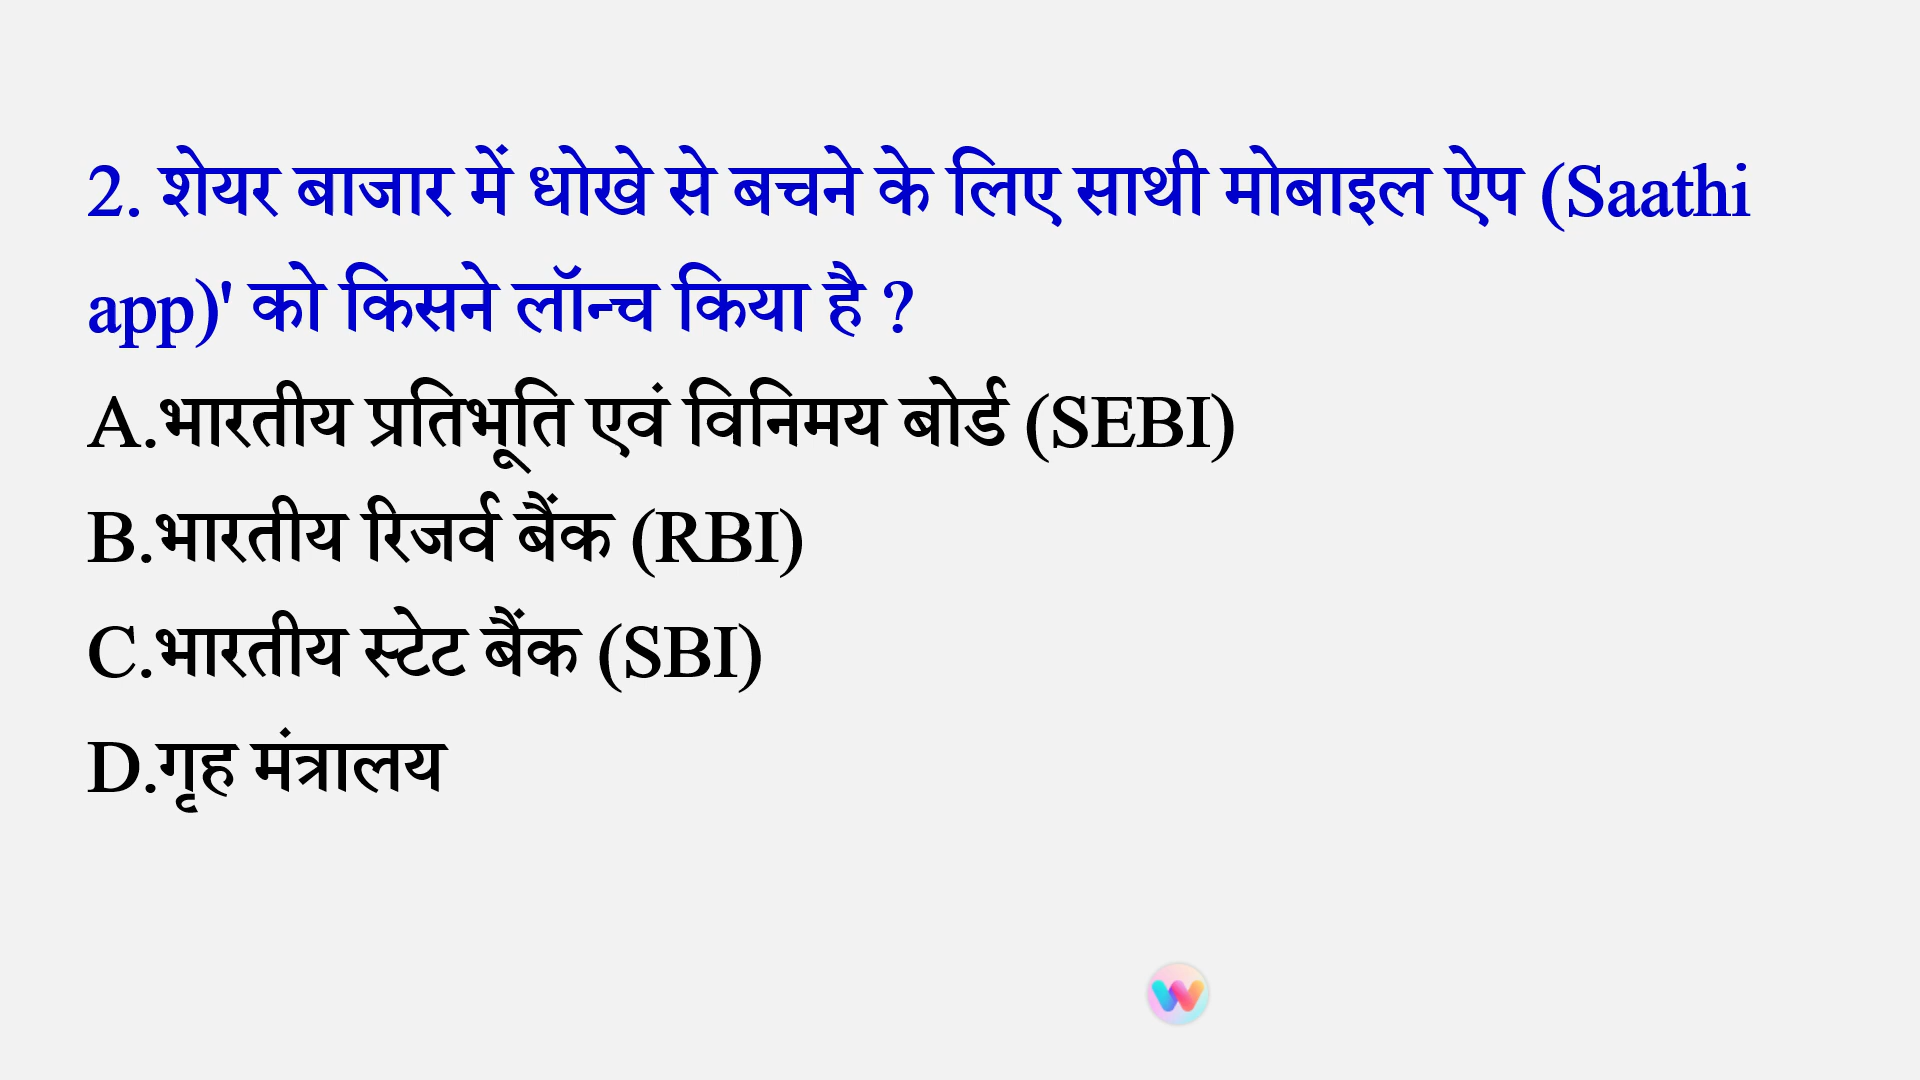 2. शेयर बाजार में धोखे से बचने के लिए साथी मोबाइल ऐप (Saathi
app)' को किसने लॉन्च किया है ?
A.भारतीय प्रतिभूति एवं विनिमय बोर्ड (SEBI)
B.भारतीय रिजर्व बैंक (RBI)
C.भारतीय स्टेट बैंक (SBI)
D.गृह मंत्रालय